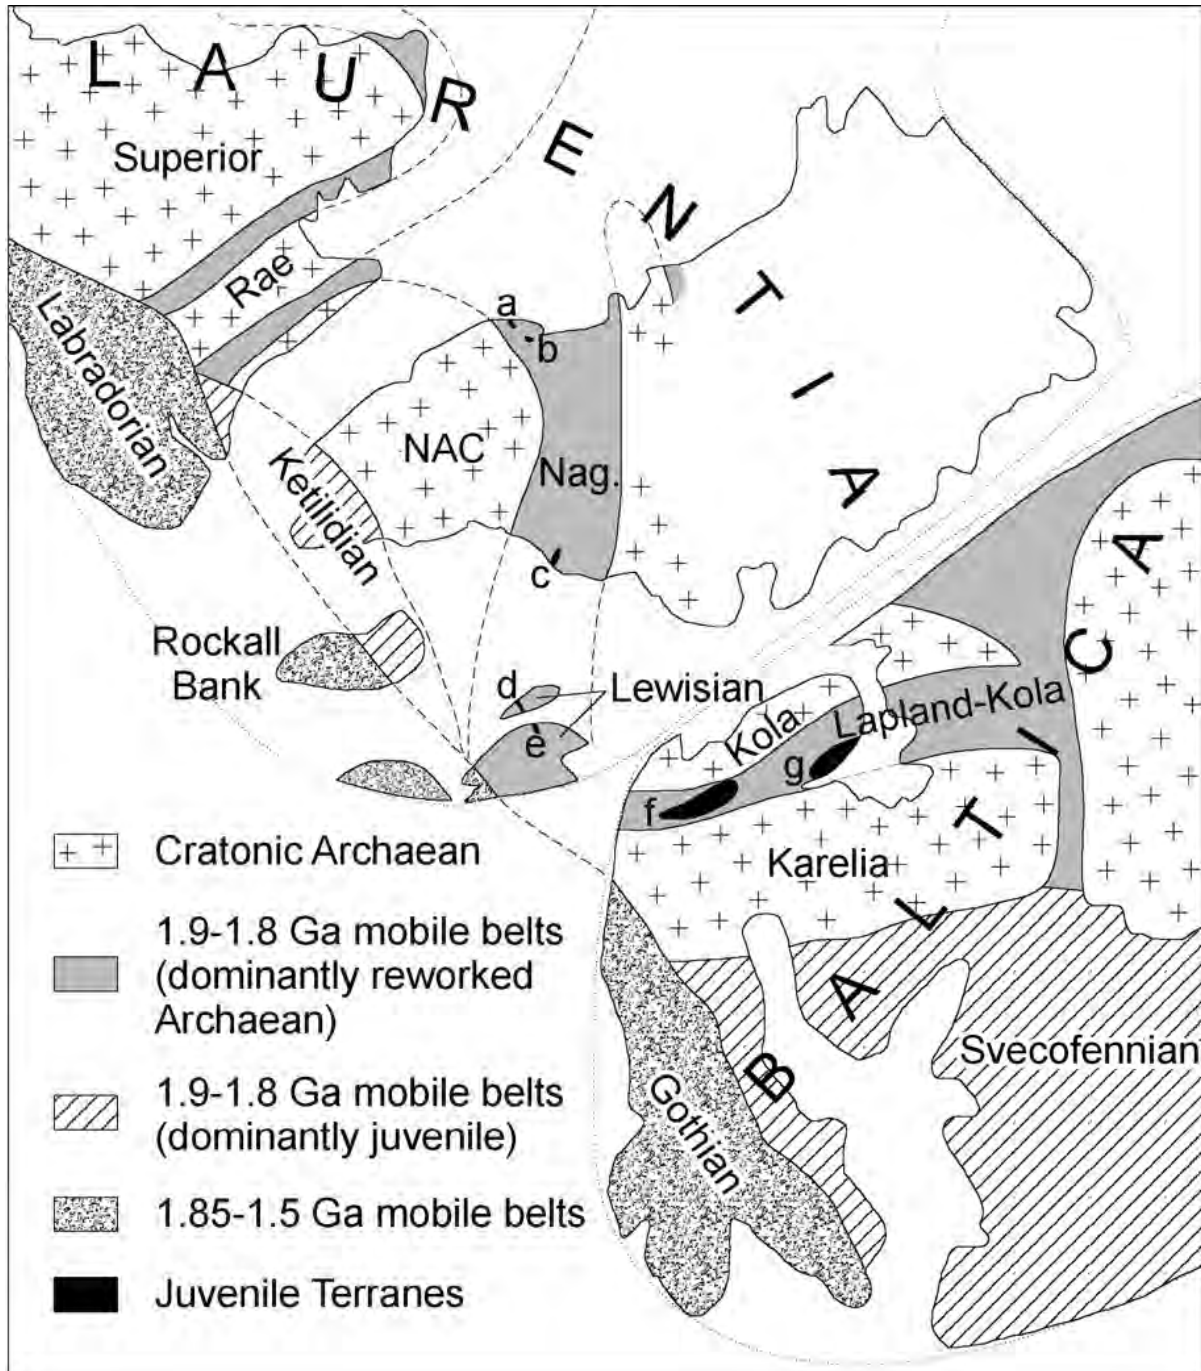 LAURENTIA
Superior
Rae
Labradorian
a
b
NAC
Nag.
Ketilidian
c
Rockall
Bank
d
Lewisian
e
Kola
Lapland-Kola
g
f
Karelia
BALTICA
Svecofennian
Gothian
Cratonic Archaean
1.9-1.8 Ga mobile belts
(dominantly reworked
Archaean)
1.9-1.8 Ga mobile belts
(dominantly juvenile)
1.85-1.5 Ga mobile belts
Juvenile Terranes